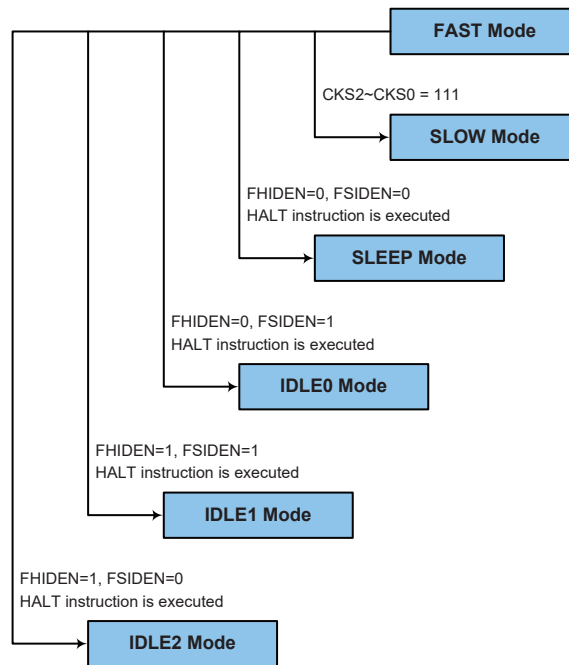 FAST Mode
CKS2~CKS0 = 111
SLOW Mode
FHIDEN=0, FSIDEN=0
HALT instruction is executed
SLEEP Mode
FHIDEN=0, FSIDEN=1
HALT instruction is executed
IDLE0 Mode
FHIDEN=1, FSIDEN=1
HALT instruction is executed
IDLE1 Mode
FHIDEN=1, FSIDEN=0
HALT instruction is executed
IDLE2 Mode